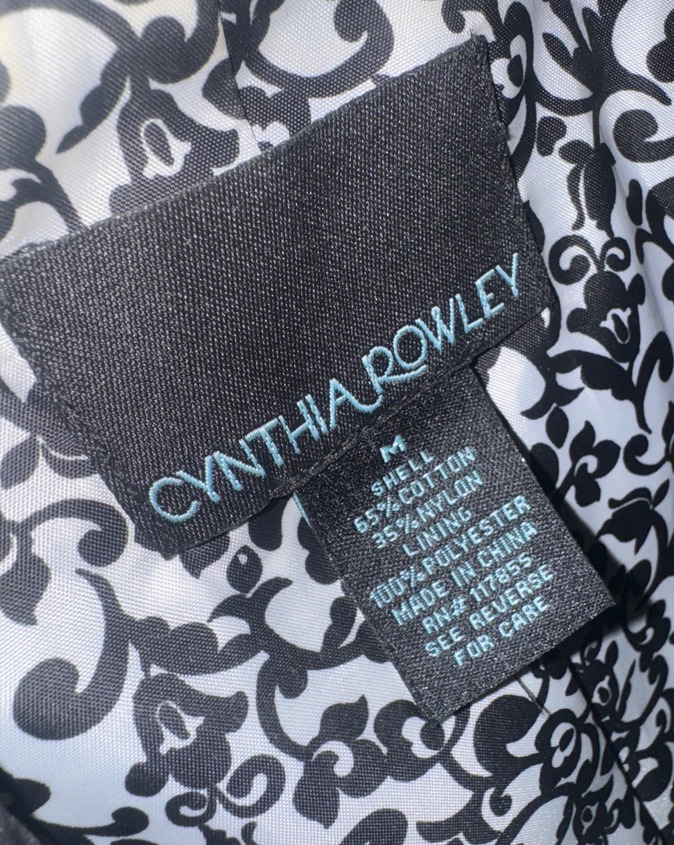 CYNTHIA ROWLEY
M
SHELL
65% COTTON
35% NYLON
LINING
100% POLYESTER
MADE IN CHINA
RN# 117855
SEE REVERSE
FOR CARE